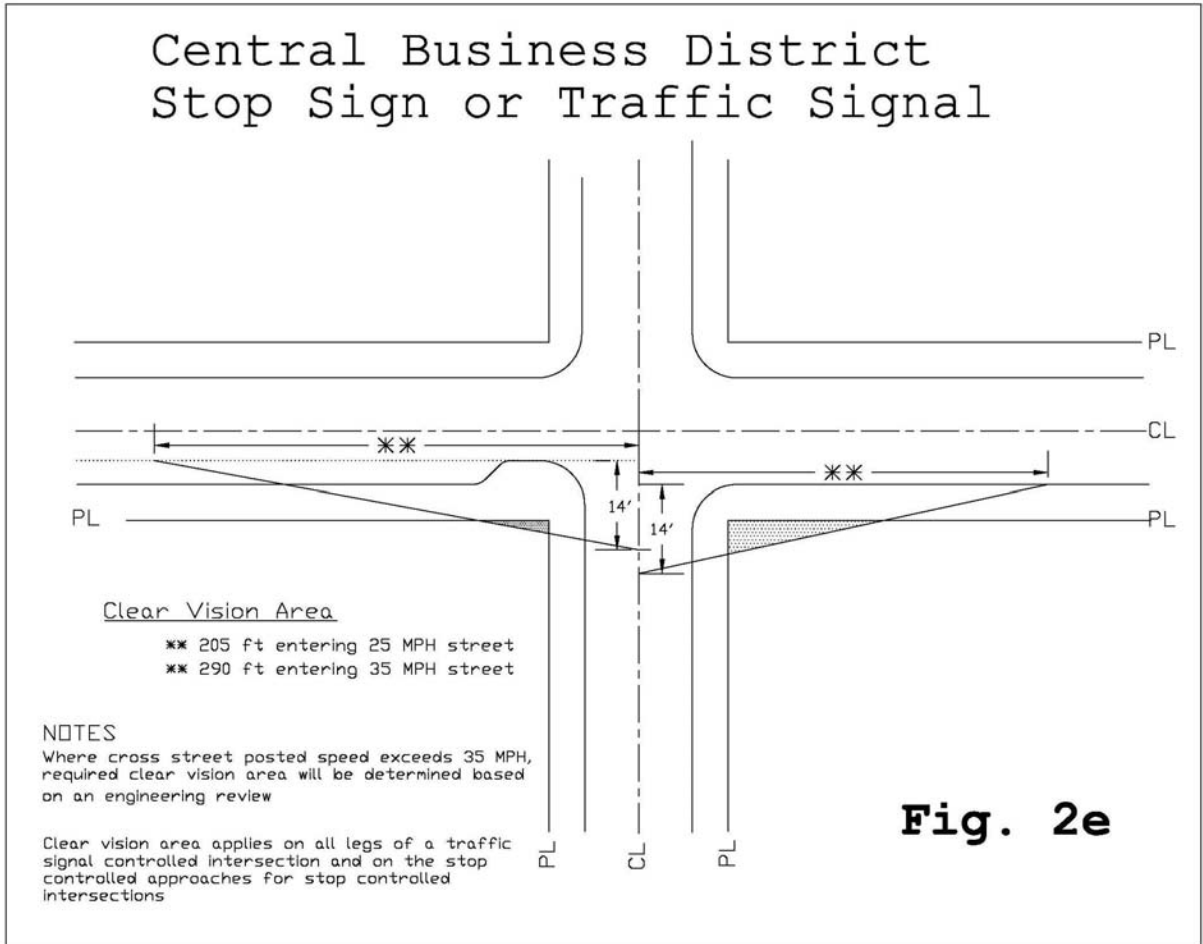 Central Business District
Stop Sign or Traffic Signal
PL
CL
**
**
14'
14'
PL
PL
Clear Vision Area
** 205 ft entering 25 MPH street
** 290 ft entering 35 MPH street
NOTES
Where cross street posted speed exceeds 35 MPH,
required clear vision area will be determined based
on an engineering review
Clear vision area applies on all legs of a traffic
signal controlled intersection and on the stop
controlled approaches for stop controlled
intersections
PL
CL
PL
Fig. 2e